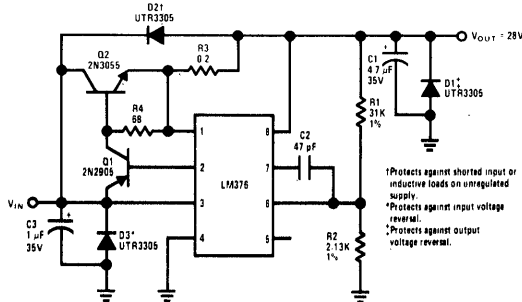 D2†
UTR3305
Q2
2N3055
R3
0 2
R4
68
Q1
2N2905
VIN
C3
1 µF
35V
+
D3*
UTR3305
1
2
3
4
LM376
8
7
6
5
C2
47 pF
R1
31K
1%
R2
2.13K
1%
C1
4 7 µF
35V
+
D1‡
UTR3305
VOUT = 28V
†Protects against shorted input or
inductive loads on unregulated
supply.
*Protects against input voltage
reversal.
‡Protects against output
voltage reversal.